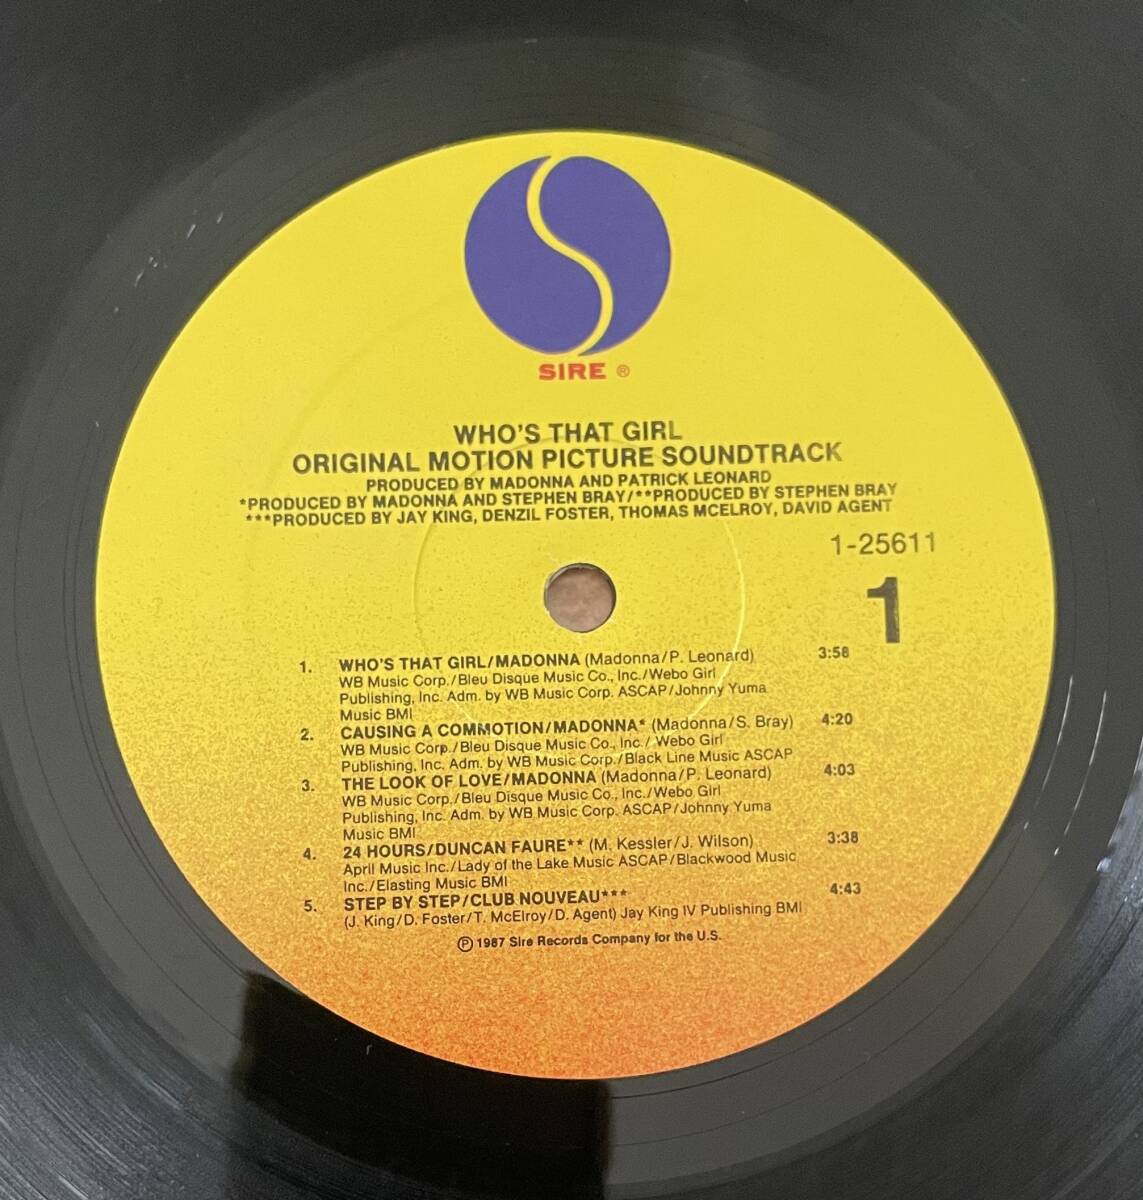 SIRE ®
WHO'S THAT GIRL
ORIGINAL MOTION PICTURE SOUNDTRACK
PRODUCED BY MADONNA AND PATRICK LEONARD
*PRODUCED BY MADONNA AND STEPHEN BRAY/**PRODUCED BY STEPHEN BRAY
***PRODUCED BY JAY KING, DENZIL FOSTER, THOMAS MCELROY, DAVID AGENT
1-25611
1
1. WHO'S THAT GIRL/MADONNA (Madonna/P. Leonard) 3:58
WB Music Corp./Bleu Disque Music Co., Inc./Webo Girl
Publishing, Inc. Adm. by WB Music Corp. ASCAP/Johnny Yuma
Music BMI
2. CAUSING A COMMOTION/MADONNA* (Madonna/S. Bray) 4:20
WB Music Corp./Bleu Disque Music Co., Inc./Webo Girl
Publishing, Inc. Adm. by WB Music Corp./Black Line Music ASCAP
3. THE LOOK OF LOVE/MADONNA (Madonna/P. Leonard) 4:03
WB Music Corp./Bleu Disque Music Co., Inc./Webo Girl
Publishing, Inc. Adm. by WB Music Corp. ASCAP/Johnny Yuma
Music BMI
4. 24 HOURS/DUNCAN FAURE** (M. Kessler/J. Wilson) 3:38
April Music Inc./Lady of the Lake Music ASCAP/Blackwood Music
Inc./Elasting Music BMI
5. STEP BY STEP/CLUB NOUVEAU*** 4:43
(J. King/D. Foster/T. McElroy/D. Agent) Jay King IV Publishing BMI
℗ 1987 Sire Records Company for the U.S.